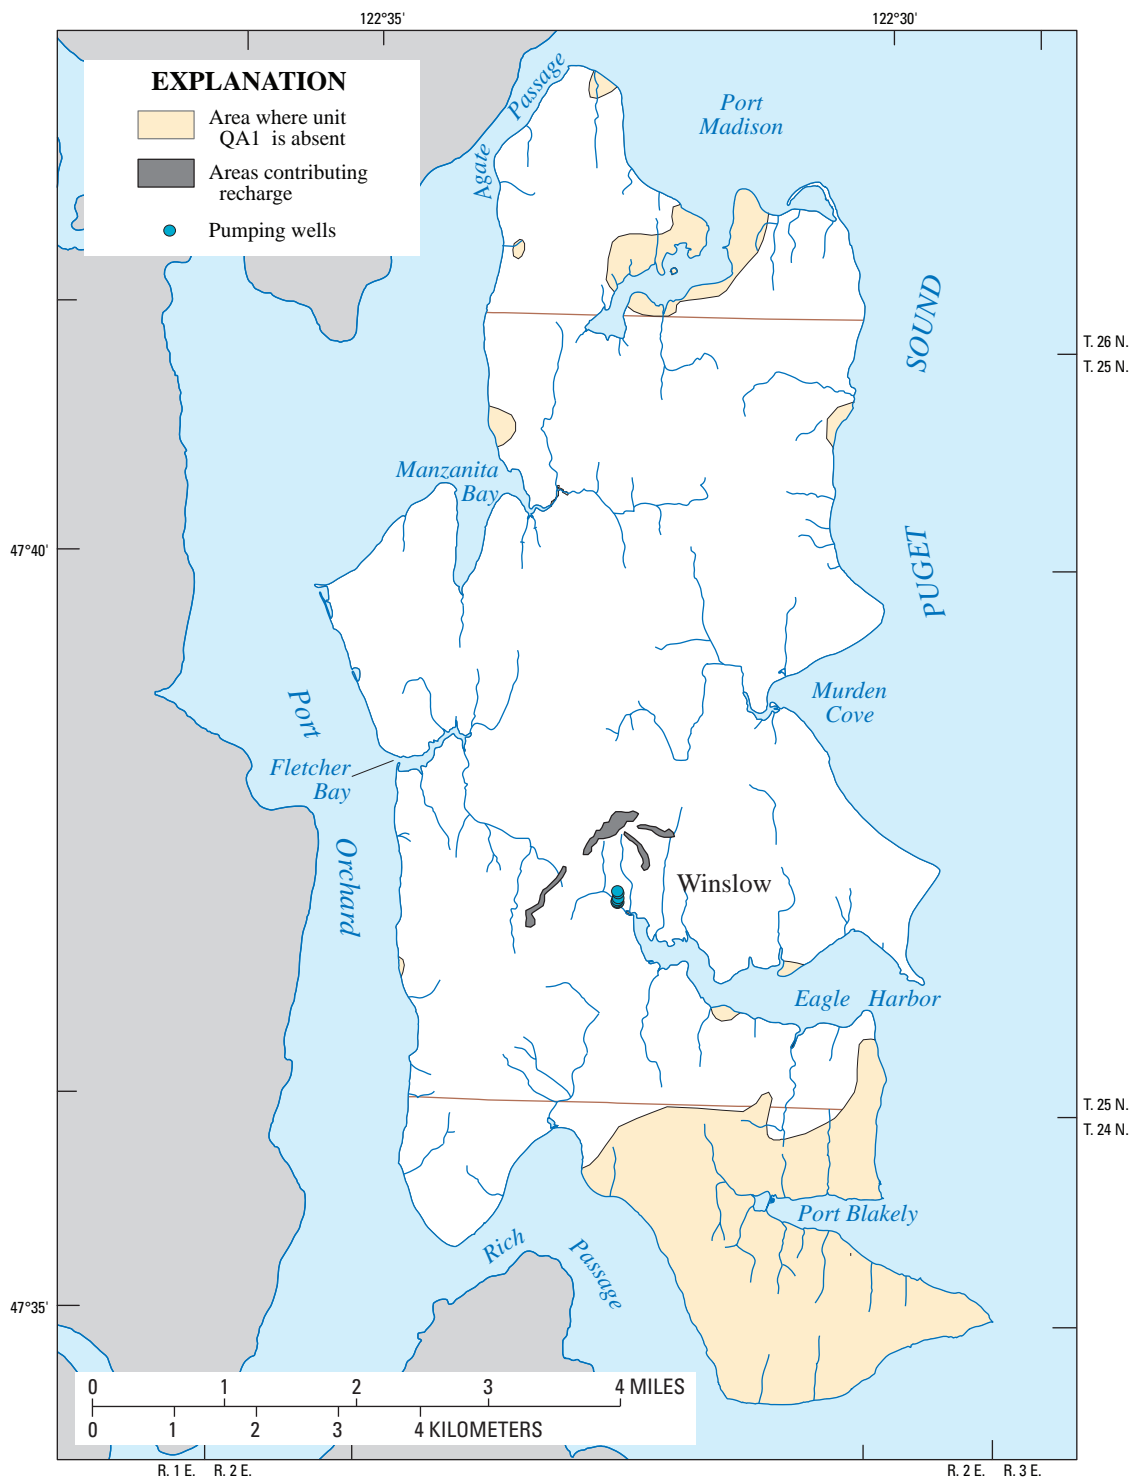 122°35'
122°30'
EXPLANATION
Area where unit
QA1 is absent
Areas contributing
recharge
Pumping wells
Agate Passage
Port
Madison
SOUND
T. 26 N.
T. 25 N.
Manzanita
Bay
47°40'
PUGET
Murden
Cove
Port
Fletcher
Bay
Orchard
Winslow
Eagle Harbor
T. 25 N.
T. 24 N.
Port Blakely
Rich Passage
47°35'
0 1 2 3 4 MILES
0 1 2 3 4 KILOMETERS
R. 1 E. R. 2 E.
R. 2 E. R. 3 E.